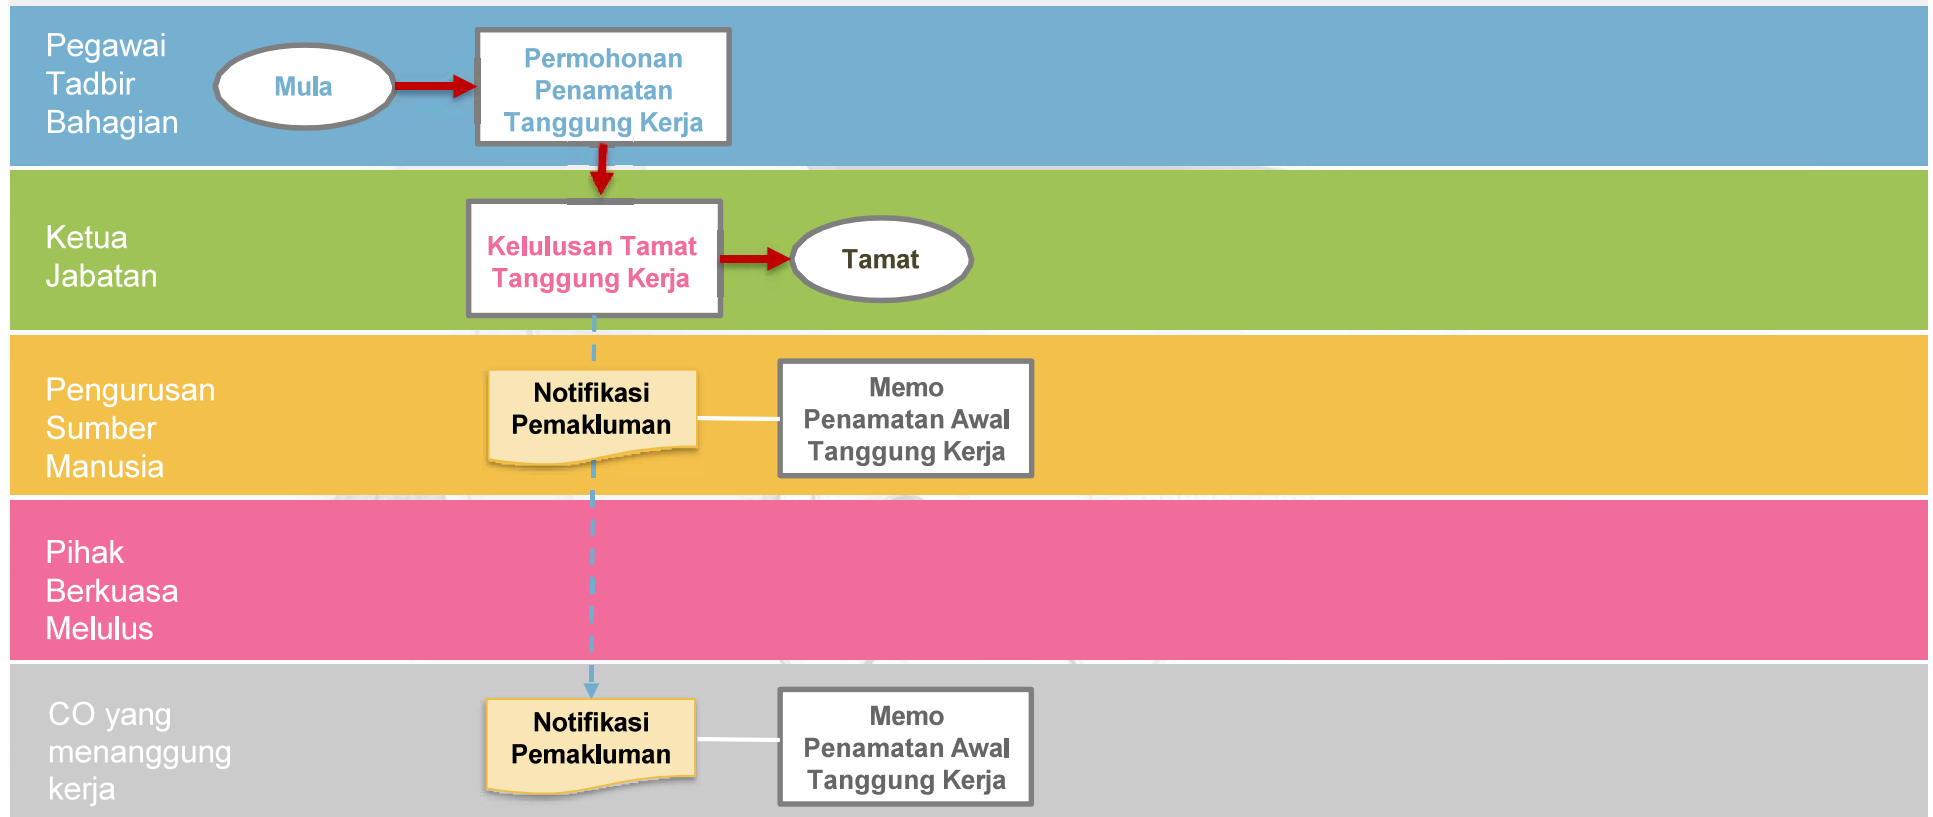 Pegawai
Tadbir
Bahagian
Mula
Permohonan
Penamatan
Tanggung Kerja
Ketua
Jabatan
Kelulusan Tamat
Tanggung Kerja
Tamat
Pengurusan
Sumber
Manusia
Notifikasi
Pemakluman
Memo
Penamatan Awal
Tanggung Kerja
Pihak
Berkuasa
Melulus
CO yang
menanggung
kerja
Notifikasi
Pemakluman
Memo
Penamatan Awal
Tanggung Kerja